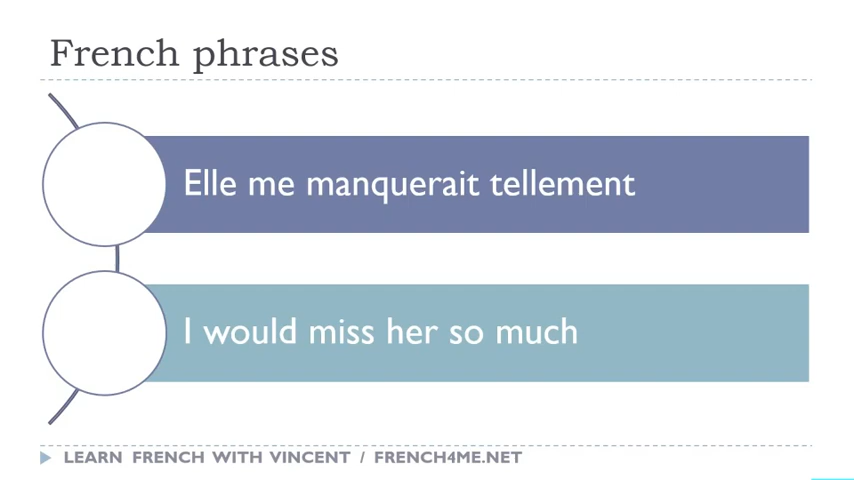 French phrases
Elle me manquerait tellement
I would miss her so much
LEARN FRENCH WITH VINCENT / FRENCH4ME.NET